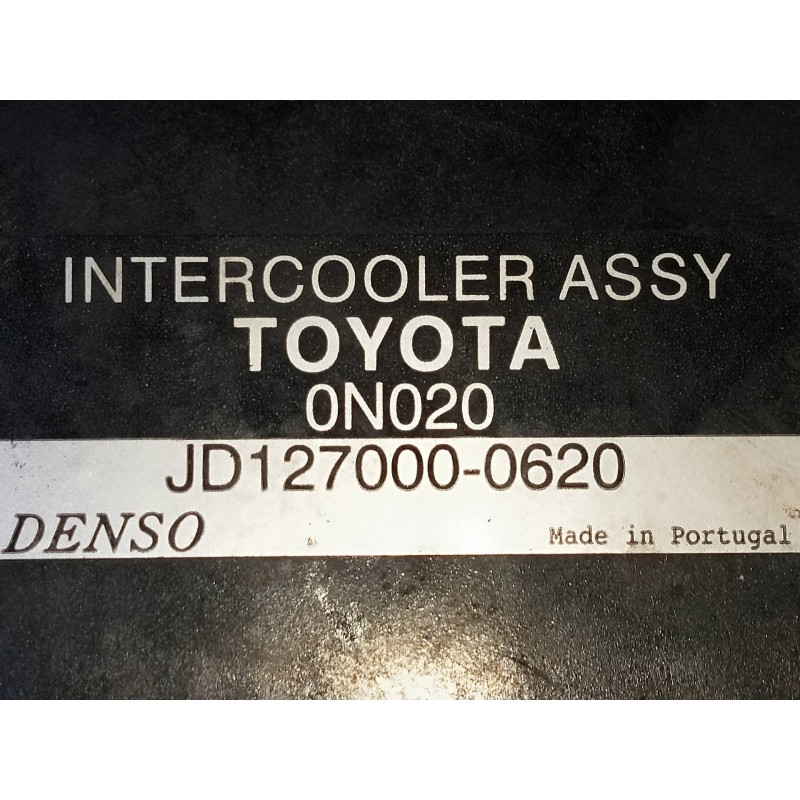 INTERCOOLER ASSY
TOYOTA
0N020
JD127000-0620
DENSO Made in Portugal